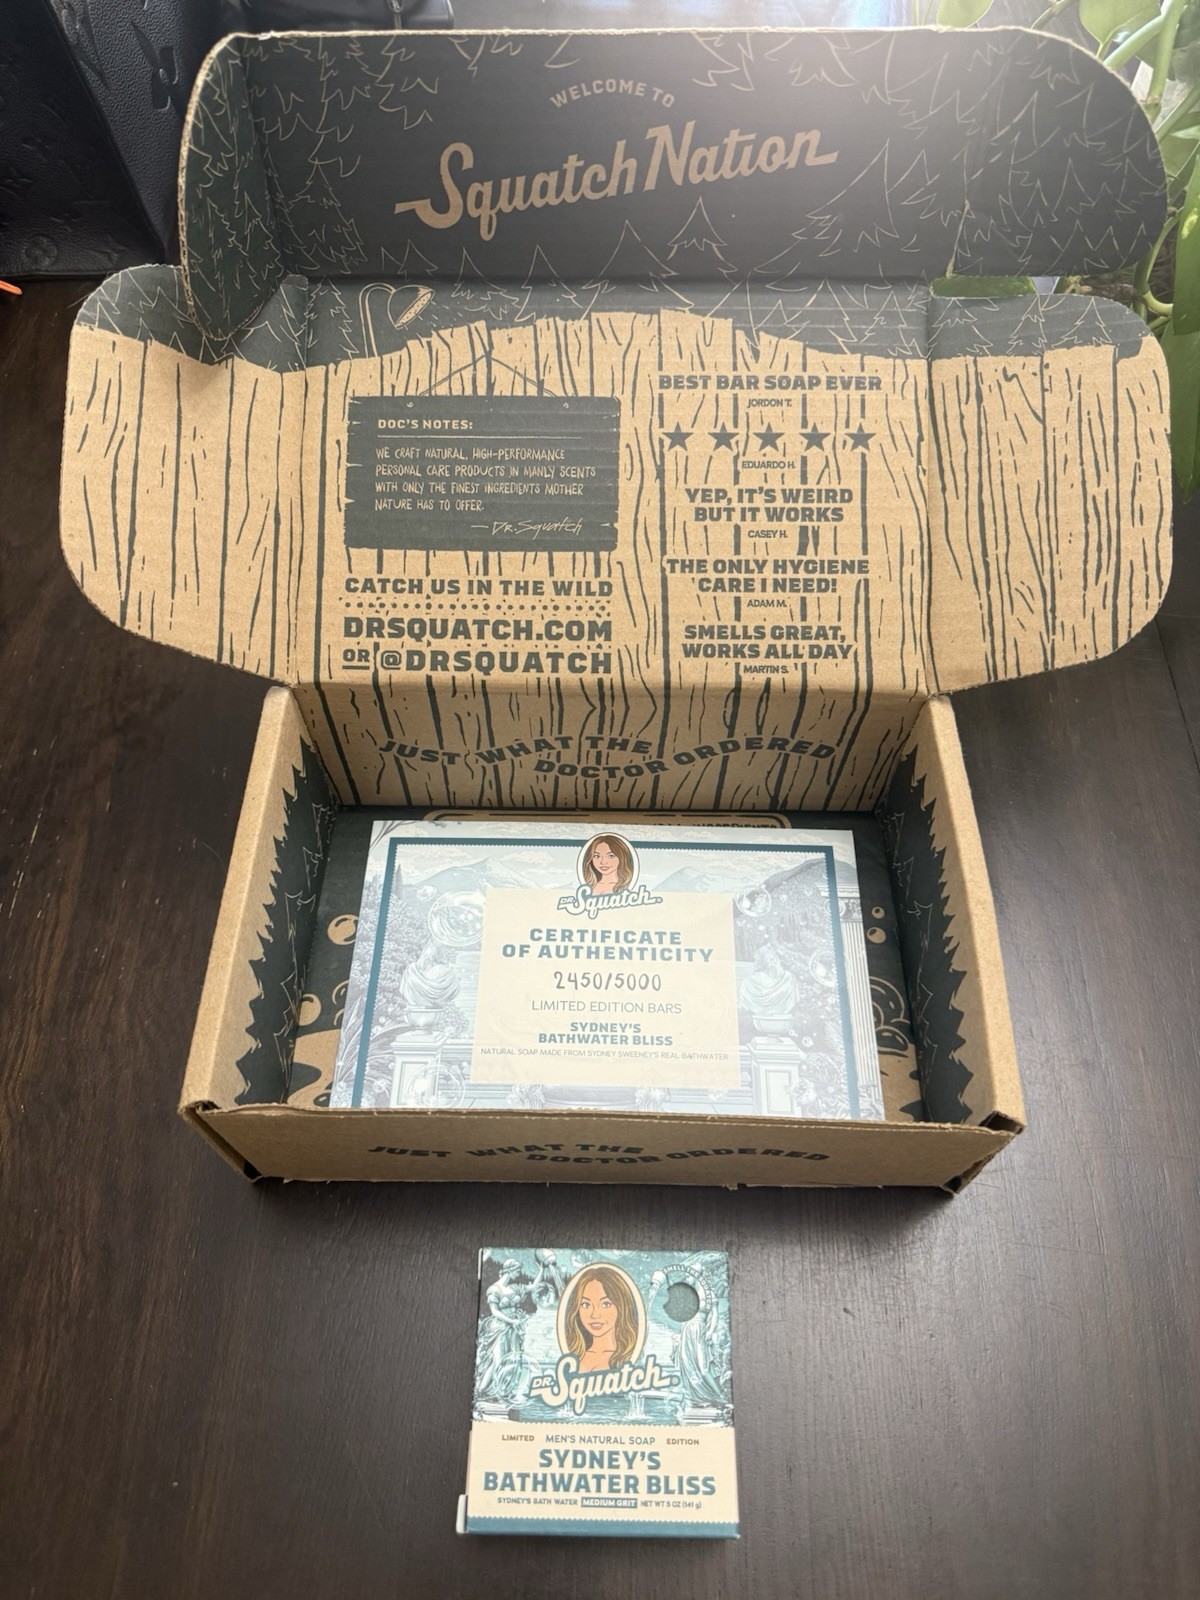 WELCOME TO
Squatch Nation
DOC'S NOTES:
WE CRAFT NATURAL, HIGH-PERFORMANCE
PERSONAL CARE PRODUCTS IN MANLY SCENTS
WITH ONLY THE FINEST INGREDIENTS MOTHER
NATURE HAS TO OFFER.
— Dr. Squatch
CATCH US IN THE WILD
DRSQUATCH.COM
OR @DRSQUATCH
BEST BAR SOAP EVER
JORDON T.
EDUARDO H.
YEP, IT'S WEIRD
BUT IT WORKS
CASEY H.
THE ONLY HYGIENE
CARE I NEED!
ADAM M.
SMELLS GREAT,
WORKS ALL DAY
MARTIN S.
JUST WHAT THE
DOCTOR ORDERED
INGREDIENTS
DR. Squatch
CERTIFICATE
OF AUTHENTICITY
2450/5000
LIMITED EDITION BARS
SYDNEY'S
BATHWATER BLISS
NATURAL SOAP MADE FROM SYDNEY SWEENEY'S REAL BATHWATER
JUST WHAT THE
DOCTOR ORDERED
SMELL THE
DR. Squatch
LIMITED MEN'S NATURAL SOAP EDITION
SYDNEY'S
BATHWATER BLISS
SYDNEY'S BATH WATER MEDIUM GRIT NET WT 5 OZ (141 g)